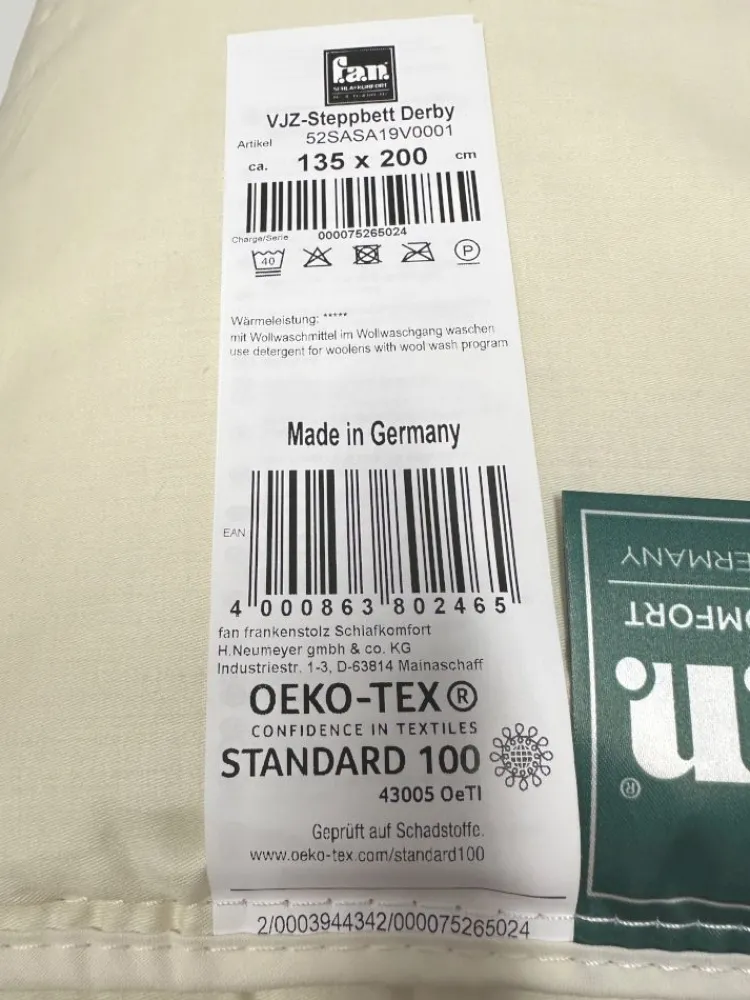 f.a.n.
SCHLAFKOMFORT
VJZ-Steppbett Derby
Artikel 52SASA19V0001
ca. 135 x 200 cm
Charge/Serie 000075265024
40
P
Wärmeleistung: *****
mit Wollwaschmittel im Wollwaschgang waschen
use detergent for woolens with wool wash program
Made in Germany
EAN
4 000863 802465
fan frankenstolz Schlafkomfort
H.Neumeyer gmbh & co. KG
Industriestr. 1-3, D-63814 Mainaschaff
OEKO-TEX®
CONFIDENCE IN TEXTILES
STANDARD 100
43005 OeTI
Geprüft auf Schadstoffe.
www.oeko-tex.com/standard100
2/0003944342/000075265024
ERMANY
OMFORT
.n.
®